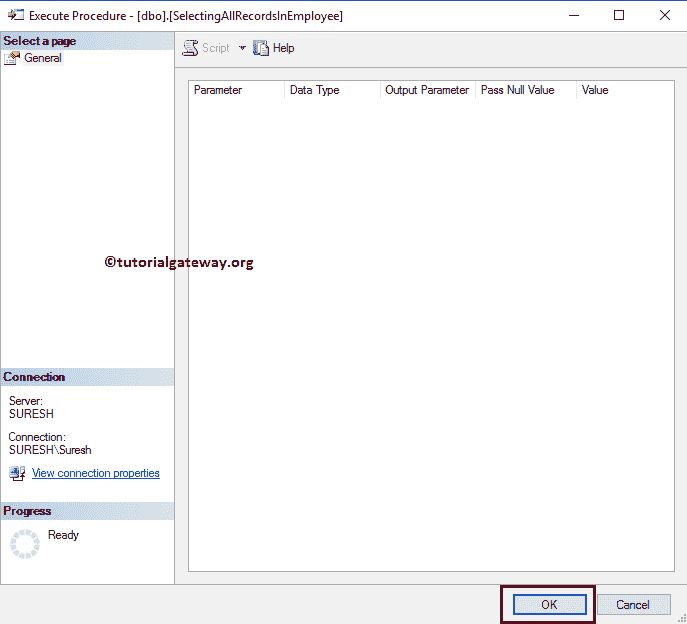 Execute Procedure - [dbo].[SelectingAllRecordsInEmployee]
Select a page
General
Script
Help
Parameter Data Type Output Parameter Pass Null Value Value
©tutorialgateway.org
Connection
Server:
SURESH
Connection:
SURESH\Suresh
View connection properties
Progress
Ready
OK Cancel